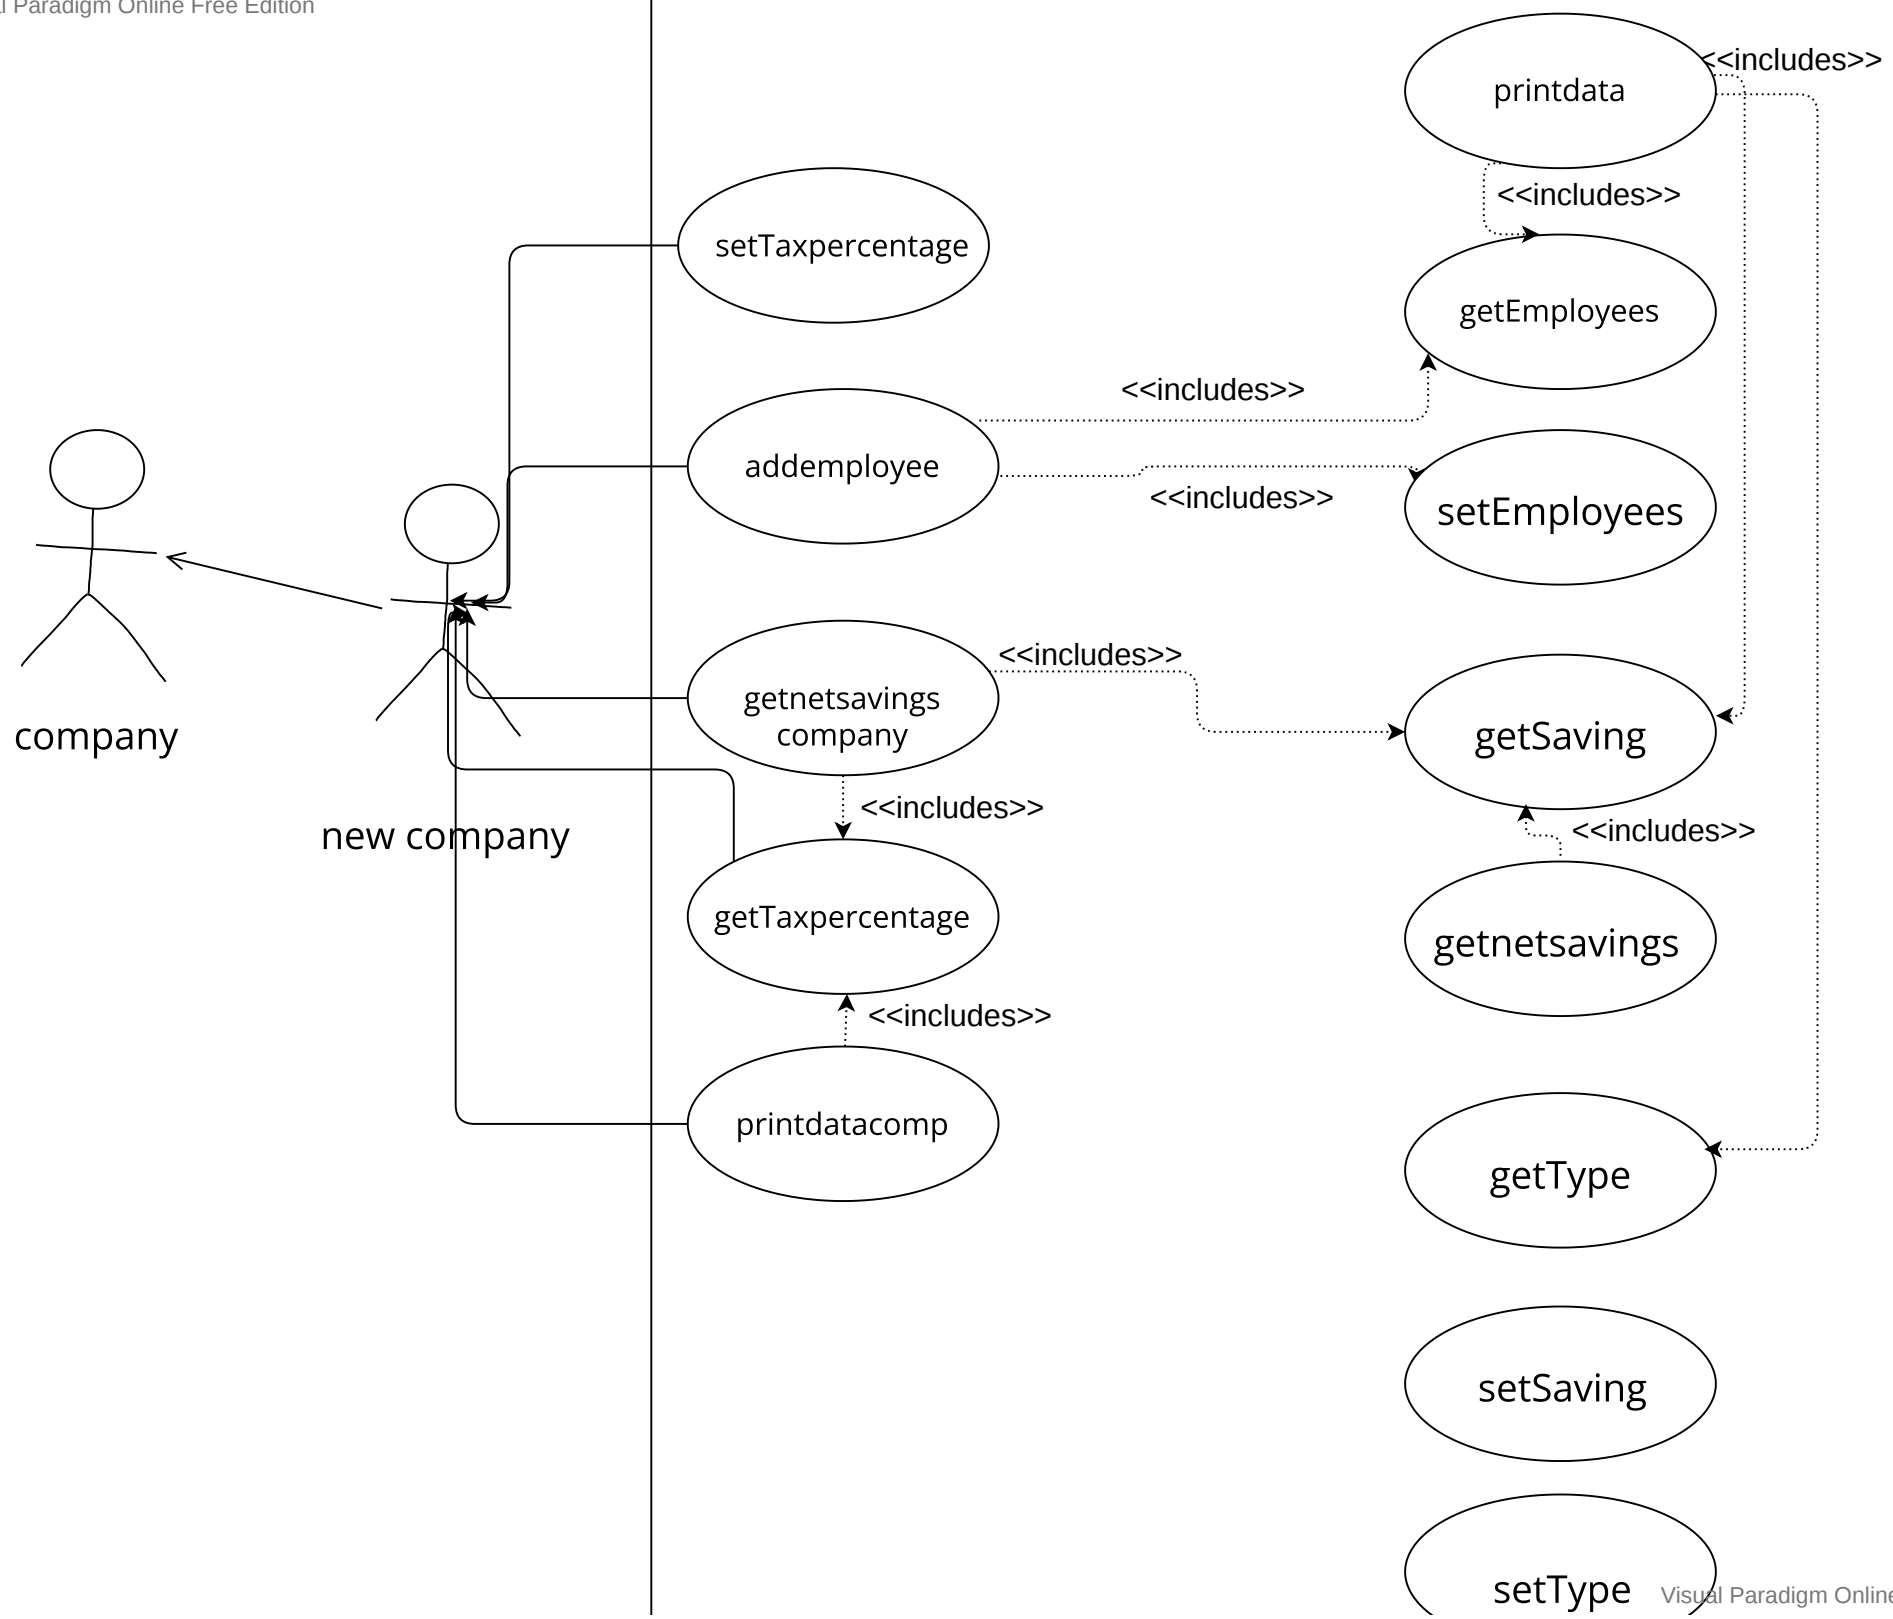 Paradigm Online Free Edition
<<includes>>
printdata
<<includes>>
setTaxpercentage
getEmployees
<<includes>>
addemployee
<<includes>>
setEmployees
<<includes>>
getnetsavings
company
company
getSaving
<<includes>>
<<includes>>
new company
getTaxpercentage
getnetsavings
<<includes>>
printdatacomp
getType
setSaving
setType
Visual Paradigm Online